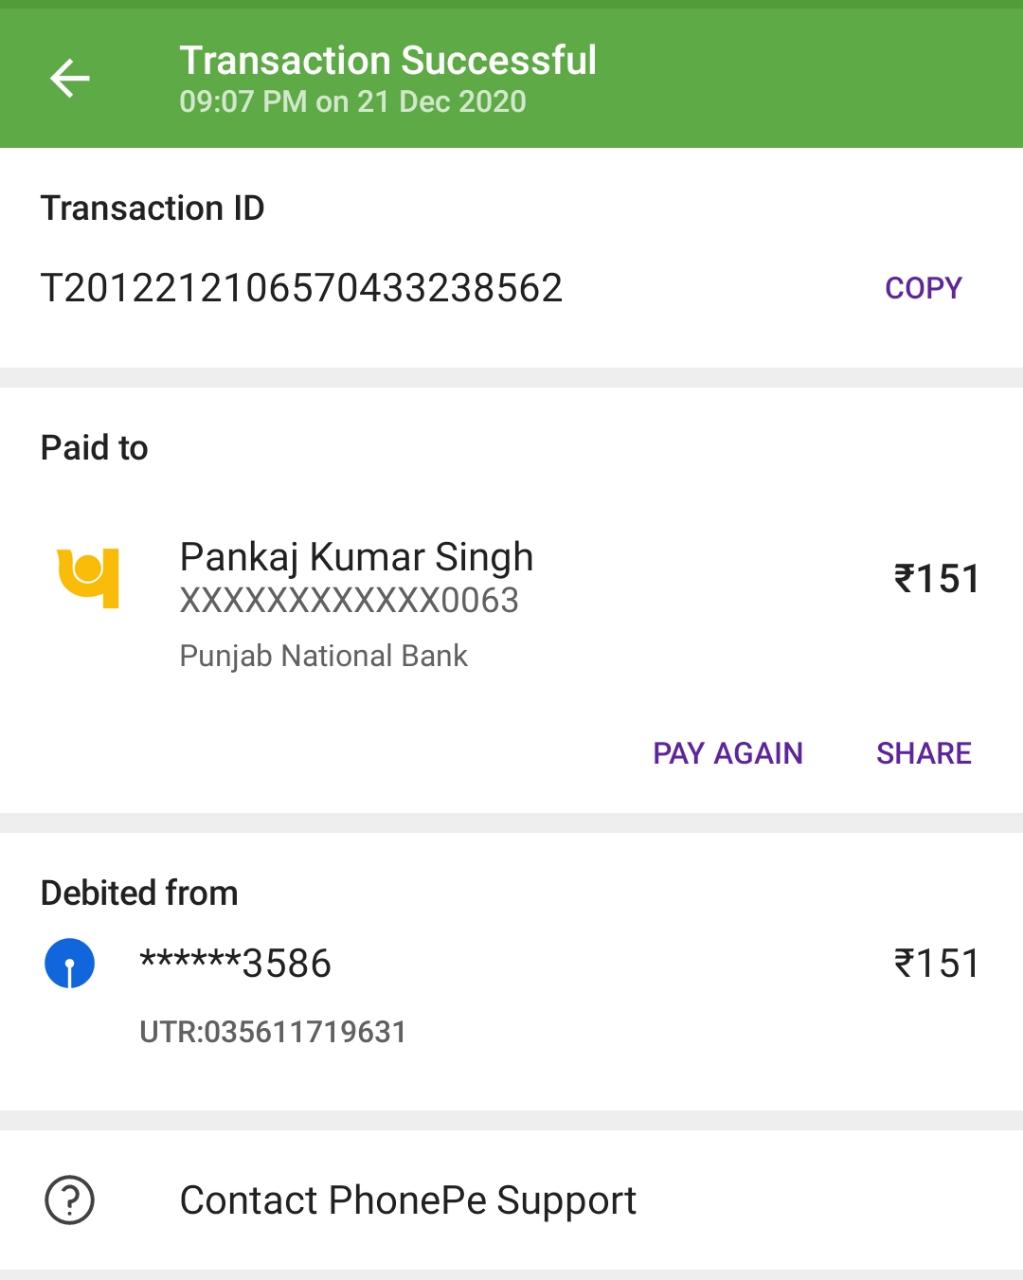 Transaction Successful
09:07 PM on 21 Dec 2020
Transaction ID
T2012212106570433238562
COPY
Paid to
Pankaj Kumar Singh
₹151
XXXXXXXXXXXX0063
Punjab National Bank
PAY AGAIN
SHARE
Debited from
******3586
₹151
UTR:035611719631
Contact PhonePe Support